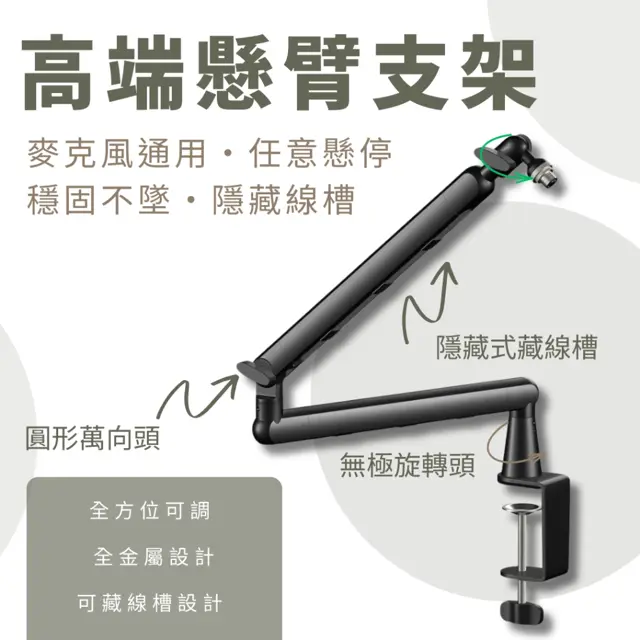 高端懸臂支架
麥克風通用•任意懸停
穩固不墜•隱藏線槽
隱藏式藏線槽
圓形萬向頭
無極旋轉頭
全方位可調
全金屬設計
可藏線槽設計